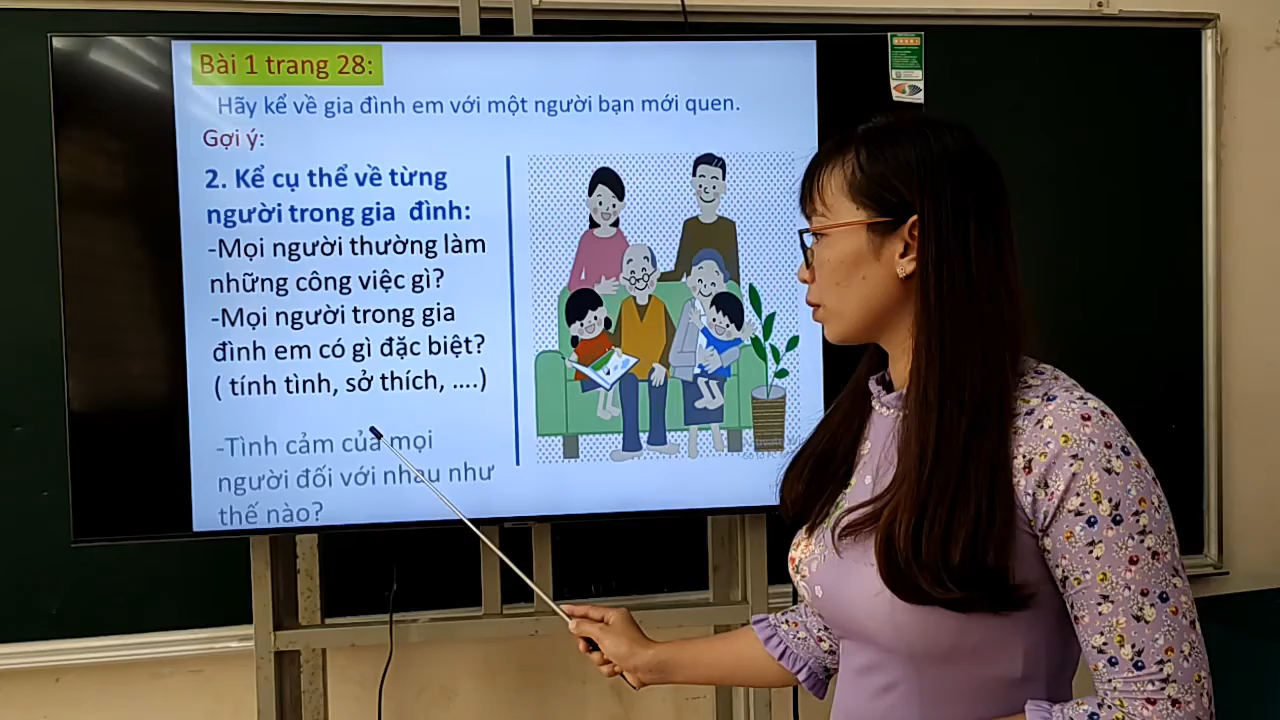 Bài 1 trang 28:
Hãy kể về gia đình em với một người bạn mới quen.
Gợi ý:
2. Kể cụ thể về từng
người trong gia đình:
-Mọi người thường làm
những công việc gì?
-Mọi người trong gia
đình em có gì đặc biệt?
( tính tình, sở thích, ....)
-Tình cảm của mọi
người đối với nhau như
thế nào?